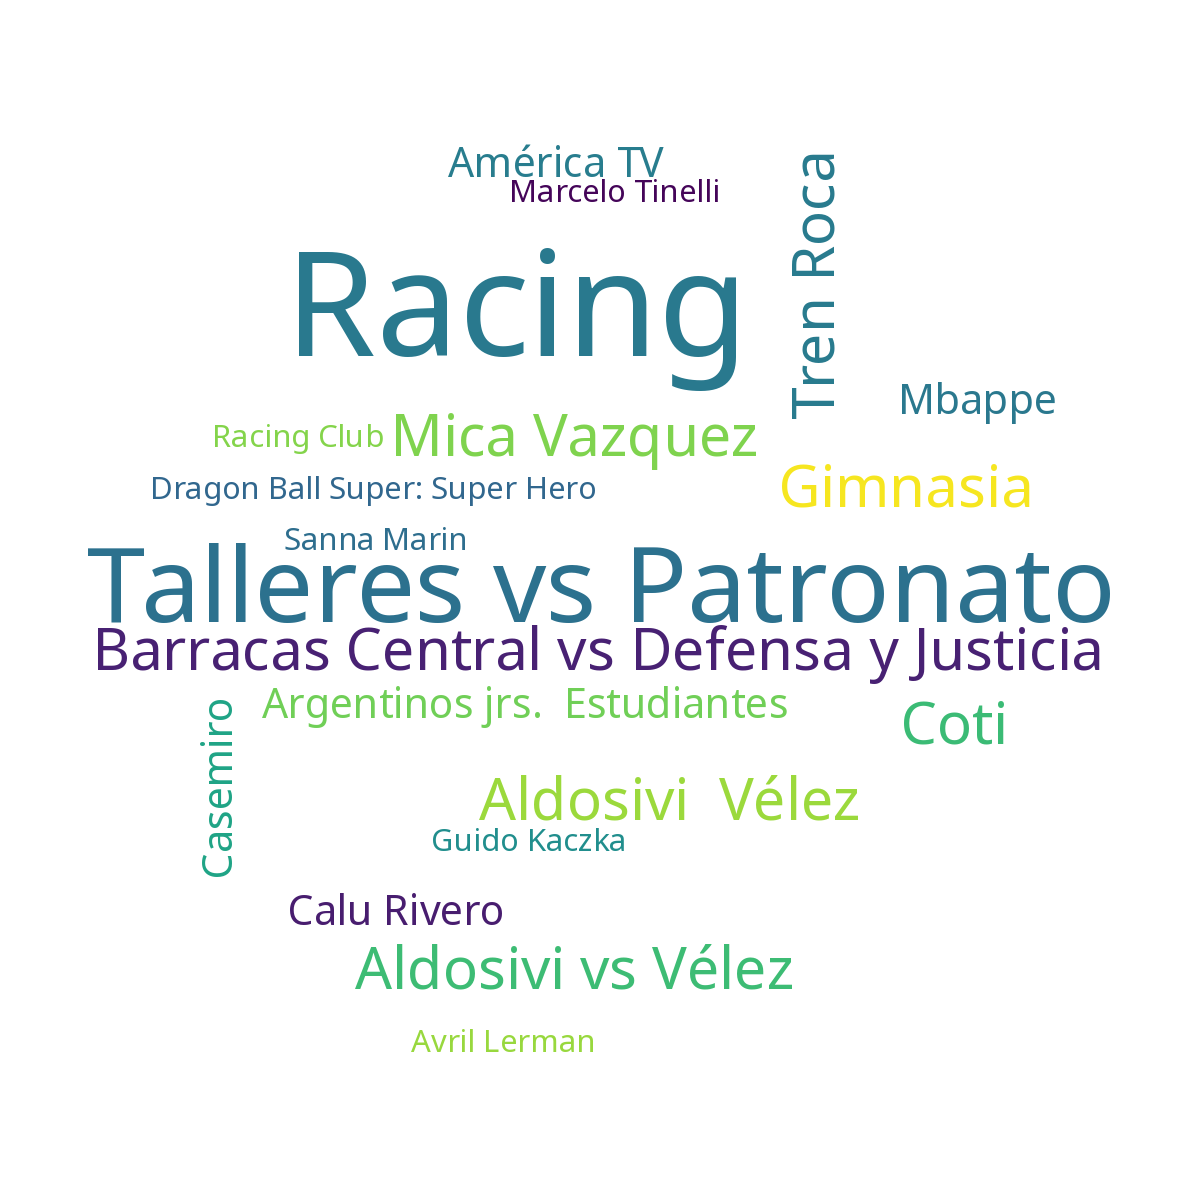 América TV
Marcelo Tinelli
Tren Roca
Racing
Mbappe
Mica Vazquez
Racing Club
Gimnasia
Dragon Ball Super: Super Hero
Sanna Marin
Talleres vs Patronato
Barracas Central vs Defensa y Justicia
Argentinos jrs.  Estudiantes
Coti
Casemiro
Aldosivi  Vélez
Guido Kaczka
Calu Rivero
Aldosivi vs Vélez
Avril Lerman